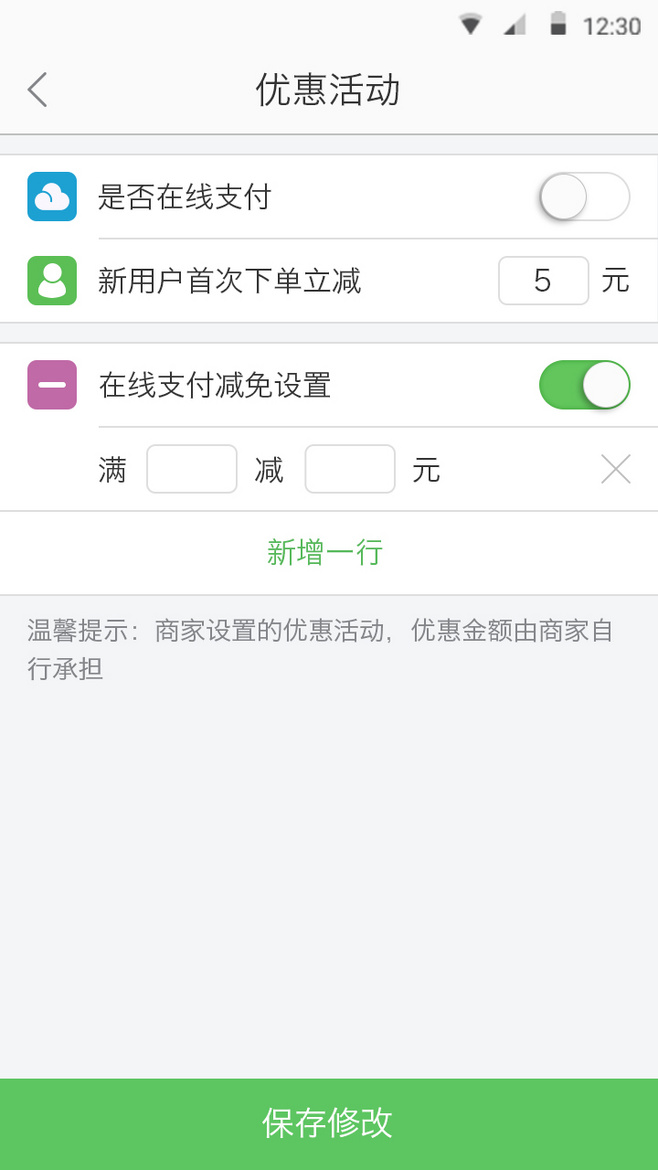 12:30
优惠活动
是否在线支付
新用户首次下单立减 5 元
在线支付减免设置
满 减 元
新增一行
温馨提示：商家设置的优惠活动，优惠金额由商家自
行承担
保存修改